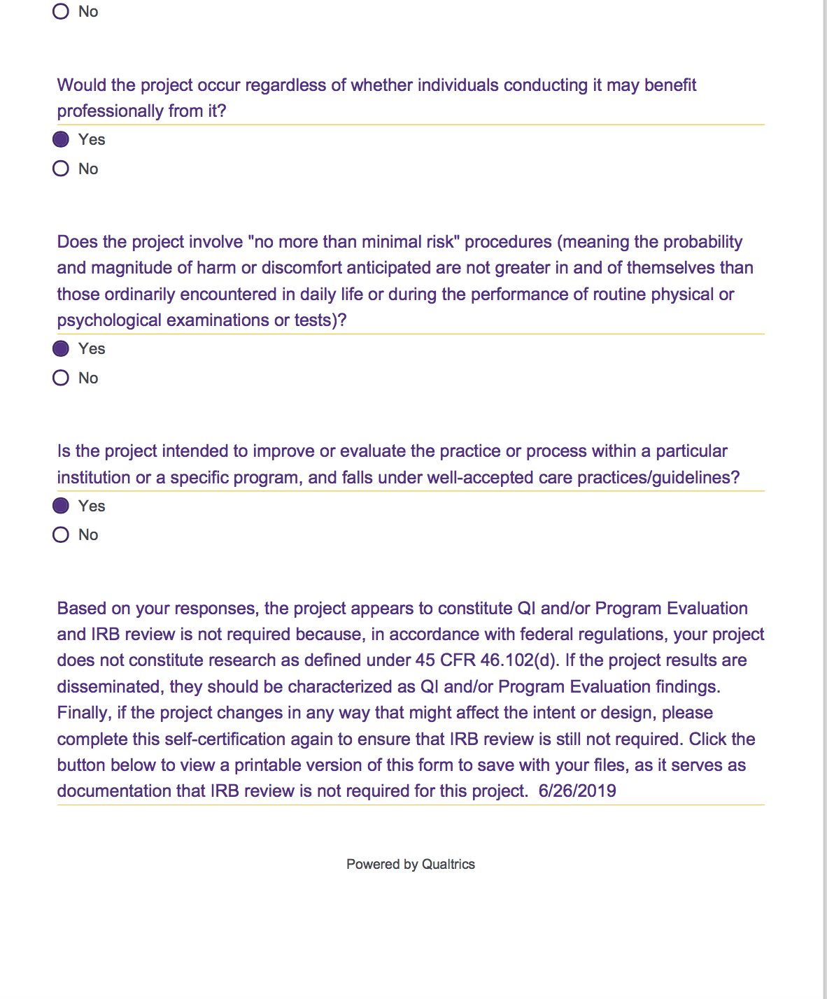 No
Would the project occur regardless of whether individuals conducting it may benefit
professionally from it?
Yes
No
Does the project involve "no more than minimal risk" procedures (meaning the probability
and magnitude of harm or discomfort anticipated are not greater in and of themselves than
those ordinarily encountered in daily life or during the performance of routine physical or
psychological examinations or tests)?
Yes
No
Is the project intended to improve or evaluate the practice or process within a particular
institution or a specific program, and falls under well-accepted care practices/guidelines?
Yes
No
Based on your responses, the project appears to constitute QI and/or Program Evaluation
and IRB review is not required because, in accordance with federal regulations, your project
does not constitute research as defined under 45 CFR 46.102(d). If the project results are
disseminated, they should be characterized as QI and/or Program Evaluation findings.
Finally, if the project changes in any way that might affect the intent or design, please
complete this self-certification again to ensure that IRB review is still not required. Click the
button below to view a printable version of this form to save with your files, as it serves as
documentation that IRB review is not required for this project.  6/26/2019
Powered by Qualtrics